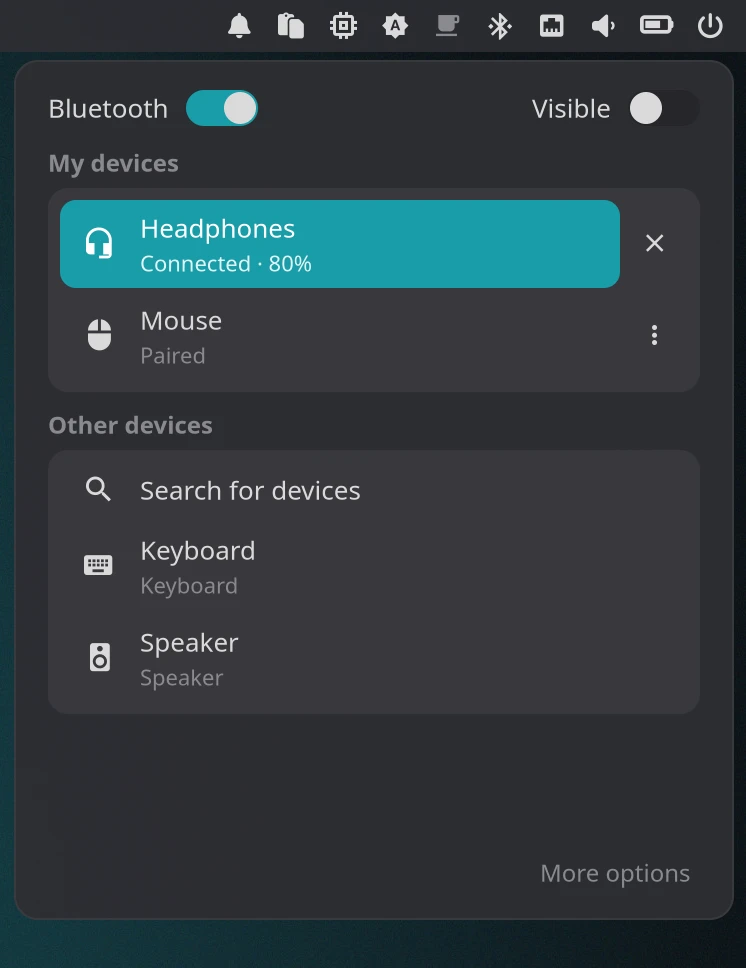 A
Bluetooth
Visible
My devices
Headphones
Connected · 80%
Mouse
Paired
Other devices
Search for devices
Keyboard
Keyboard
Speaker
Speaker
More options